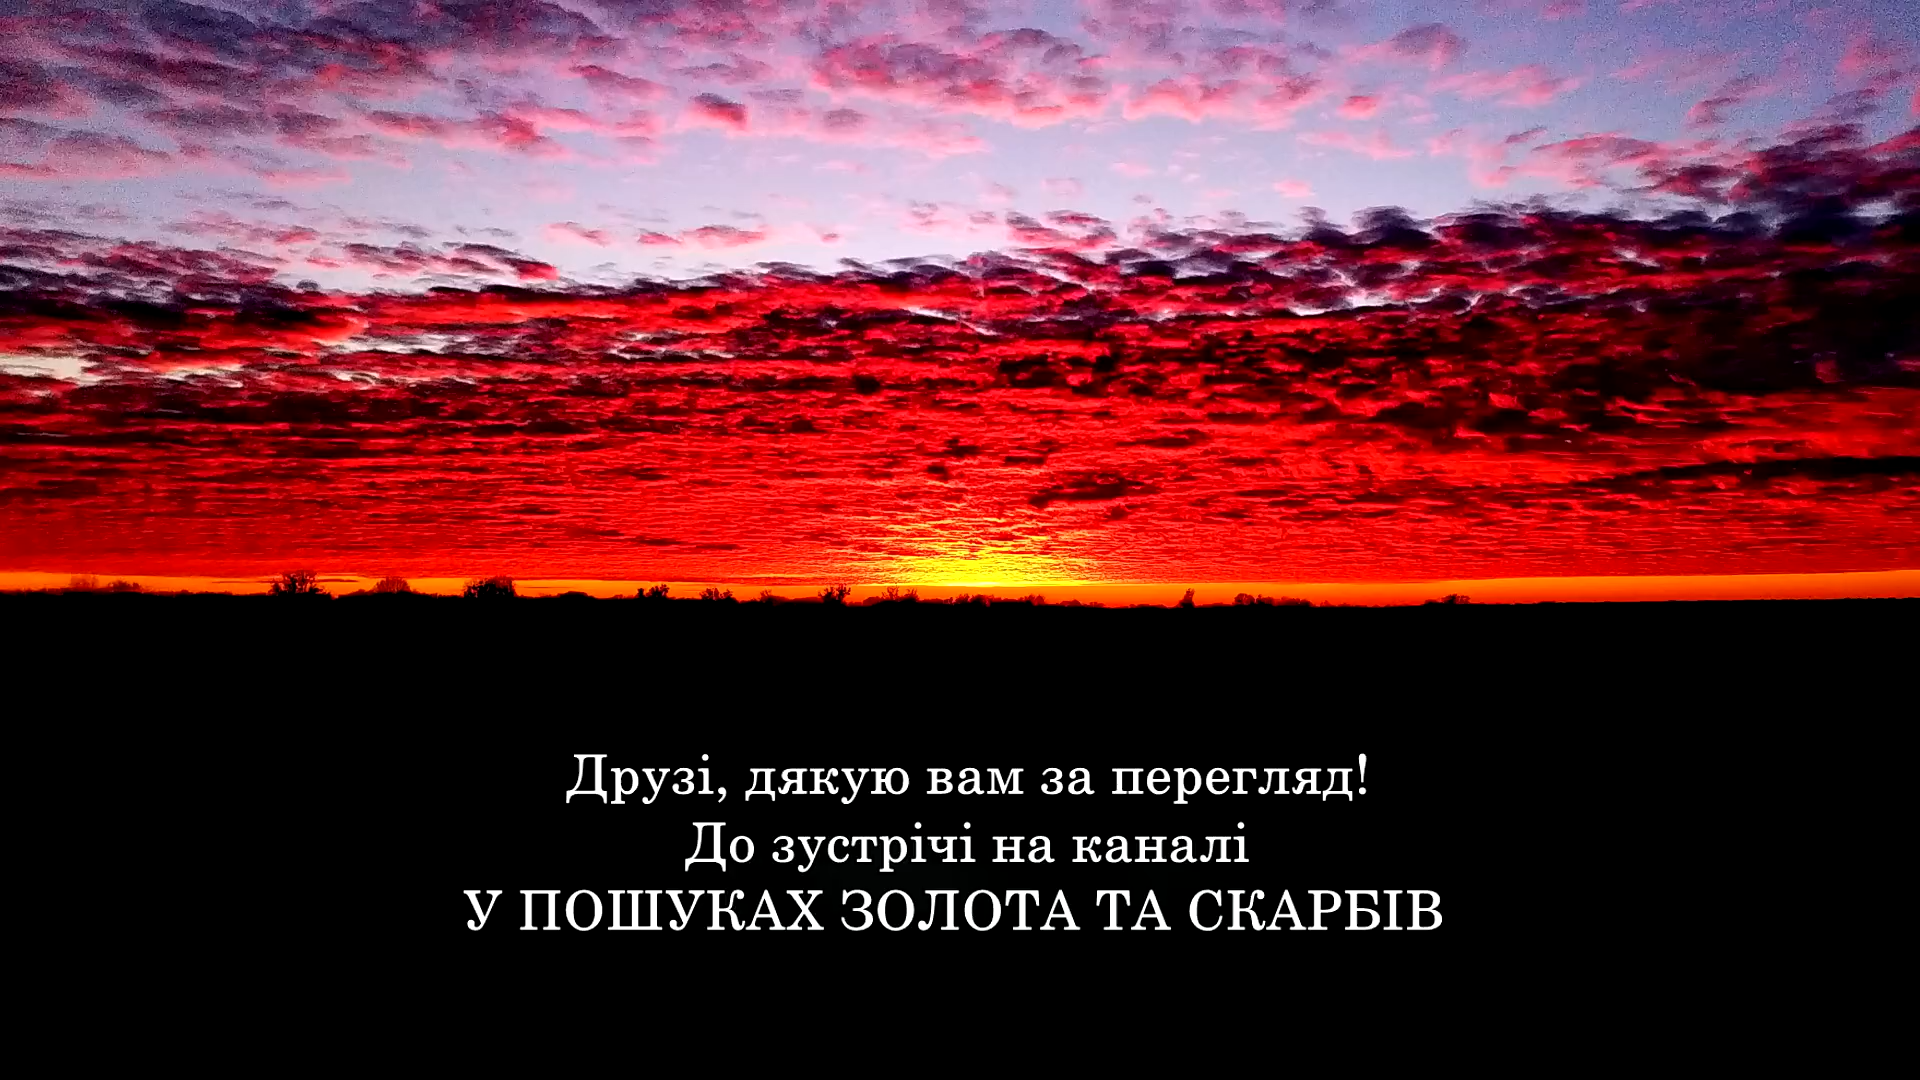 Друзі, дякую вам за перегляд!
До зустрічі на каналі
У ПОШУКАХ ЗОЛОТА ТА СКАРБІВ